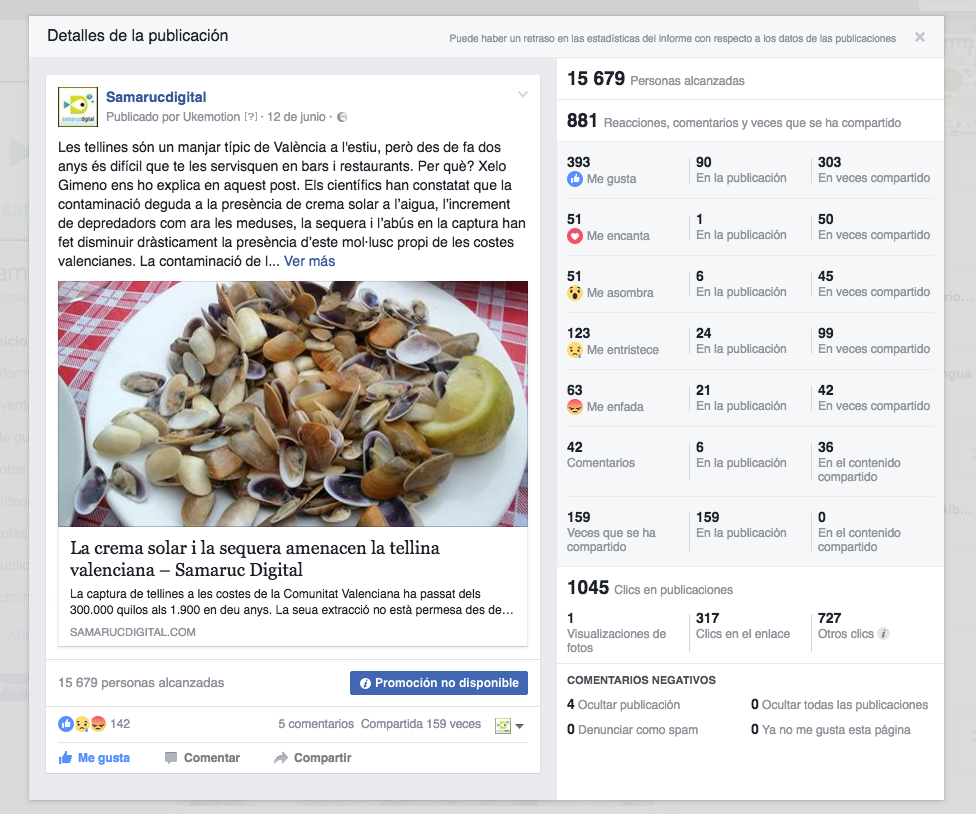 Detalles de la publicación
Puede haber un retraso en las estadísticas del informe con respecto a los datos de las publicaciones
Samarucdigital
Publicado por Ukemotion [?] · 12 de junio ·
Les tellines són un manjar típic de València a l'estiu, però des de fa dos
anys és difícil que te les servisquen en bars i restaurants. Per què? Xelo
Gimeno ens ho explica en aquest post. Els científics han constatat que la
contaminació deguda a la presència de crema solar a l'aigua, l'increment
de depredadors com ara les meduses, la sequera i l'abús en la captura han
fet disminuir dràsticament la presència d'este mol·lusc propi de les costes
valencianes. La contaminació de l... Ver más
La crema solar i la sequera amenacen la tellina
valenciana – Samaruc Digital
La captura de tellines a les costes de la Comunitat Valenciana ha passat dels
300.000 quilos als 1.900 en deu anys. La seua extracció no està permesa des de...
SAMARUCDIGITAL.COM
15 679 personas alcanzadas
Promoción no disponible
142
5 comentarios Compartida 159 veces
Me gusta Comentar Compartir
15 679 Personas alcanzadas
881 Reacciones, comentarios y veces que se ha compartido
393 90 303
Me gusta En la publicación En veces compartido
51 1 50
Me encanta En la publicación En veces compartido
51 6 45
Me asombra En la publicación En veces compartido
123 24 99
Me entristece En la publicación En veces compartido
63 21 42
Me enfada En la publicación En veces compartido
42 6 36
Comentarios En la publicación En el contenido
compartido
159 159 0
Veces que se ha En la publicación En el contenido
compartido compartido
1045 Clics en publicaciones
1 317 727
Visualizaciones de Clics en el enlace Otros clics
fotos
COMENTARIOS NEGATIVOS
4 Ocultar publicación 0 Ocultar todas las publicaciones
0 Denunciar como spam 0 Ya no me gusta esta página